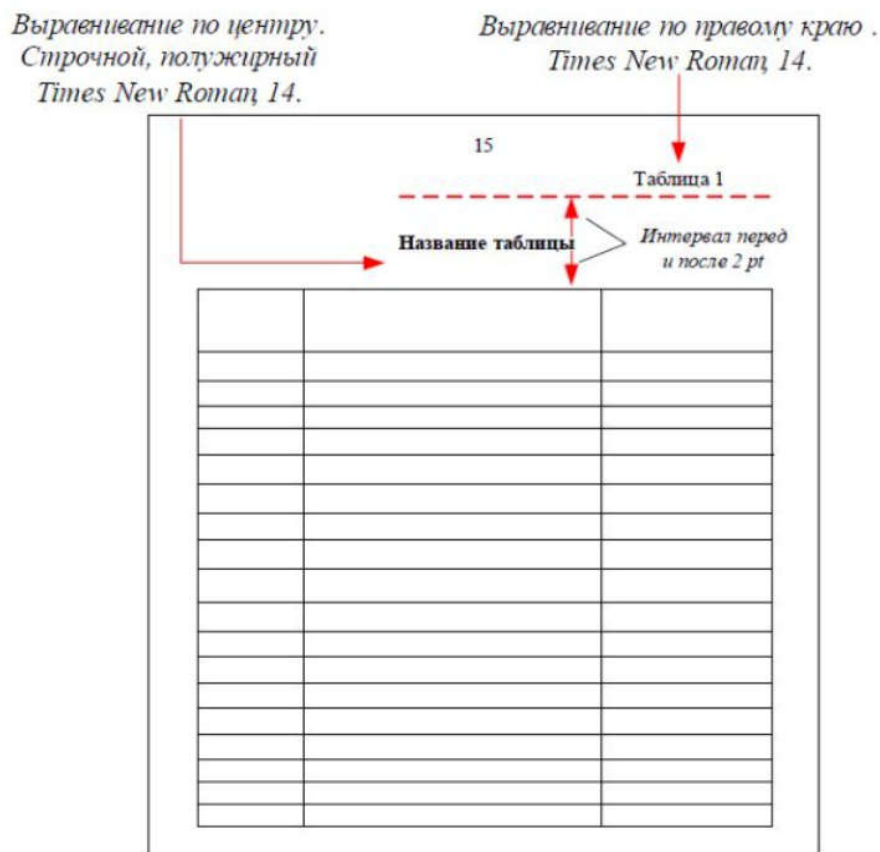 Выравнивание по центру.
Строчной, полужирный
Times New Roman, 14.
Выравнивание по правому краю .
Times New Roman, 14.
15
Таблица 1
Название таблицы
Интервал перед
и после 2 pt